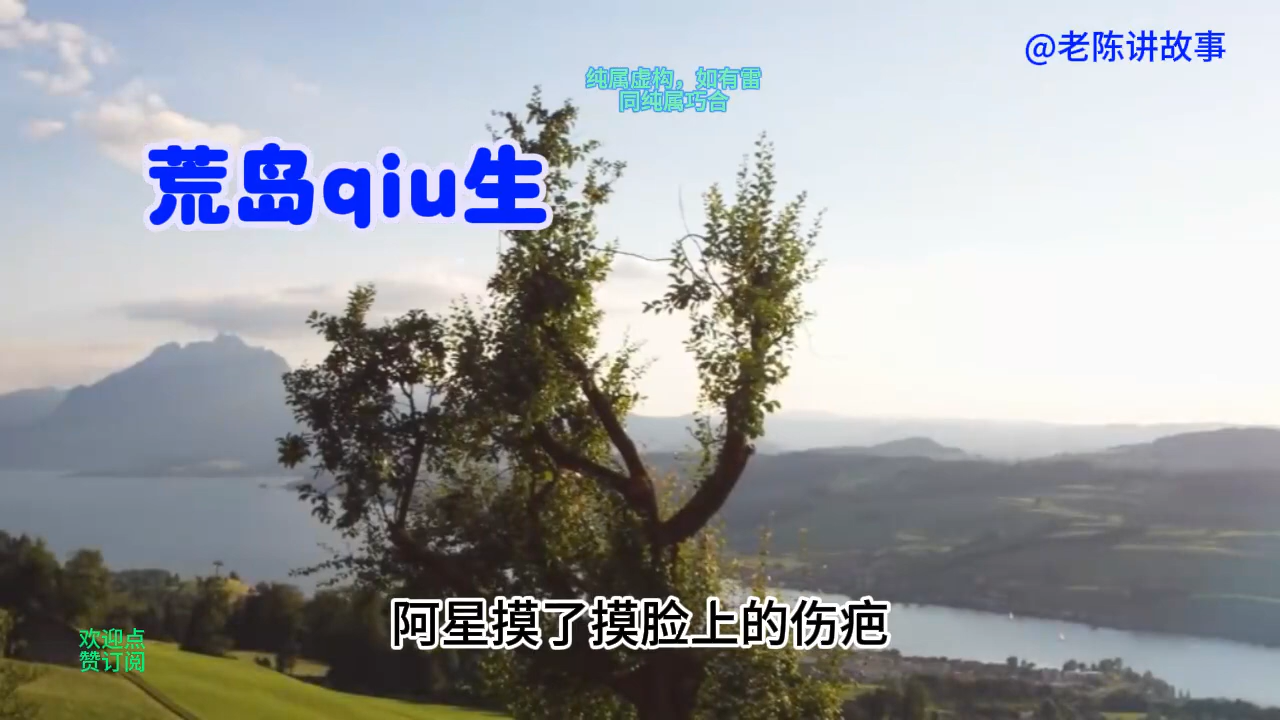 @老陈讲故事
纯属虚构，如有雷
同纯属巧合
荒岛qiu生
阿星摸了摸脸上的伤疤
欢迎点
赞订阅